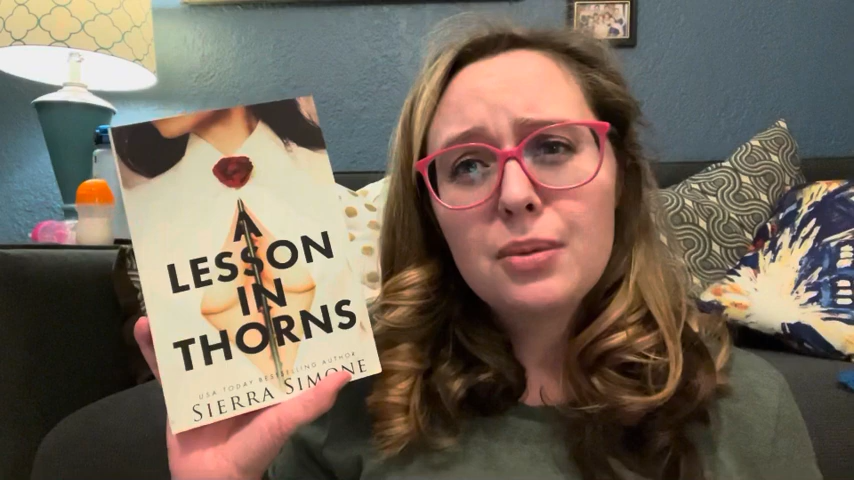 A
LESSON
IN
THORNS
USA TODAY BESTSELLING AUTHOR
SIERRA SIMONE